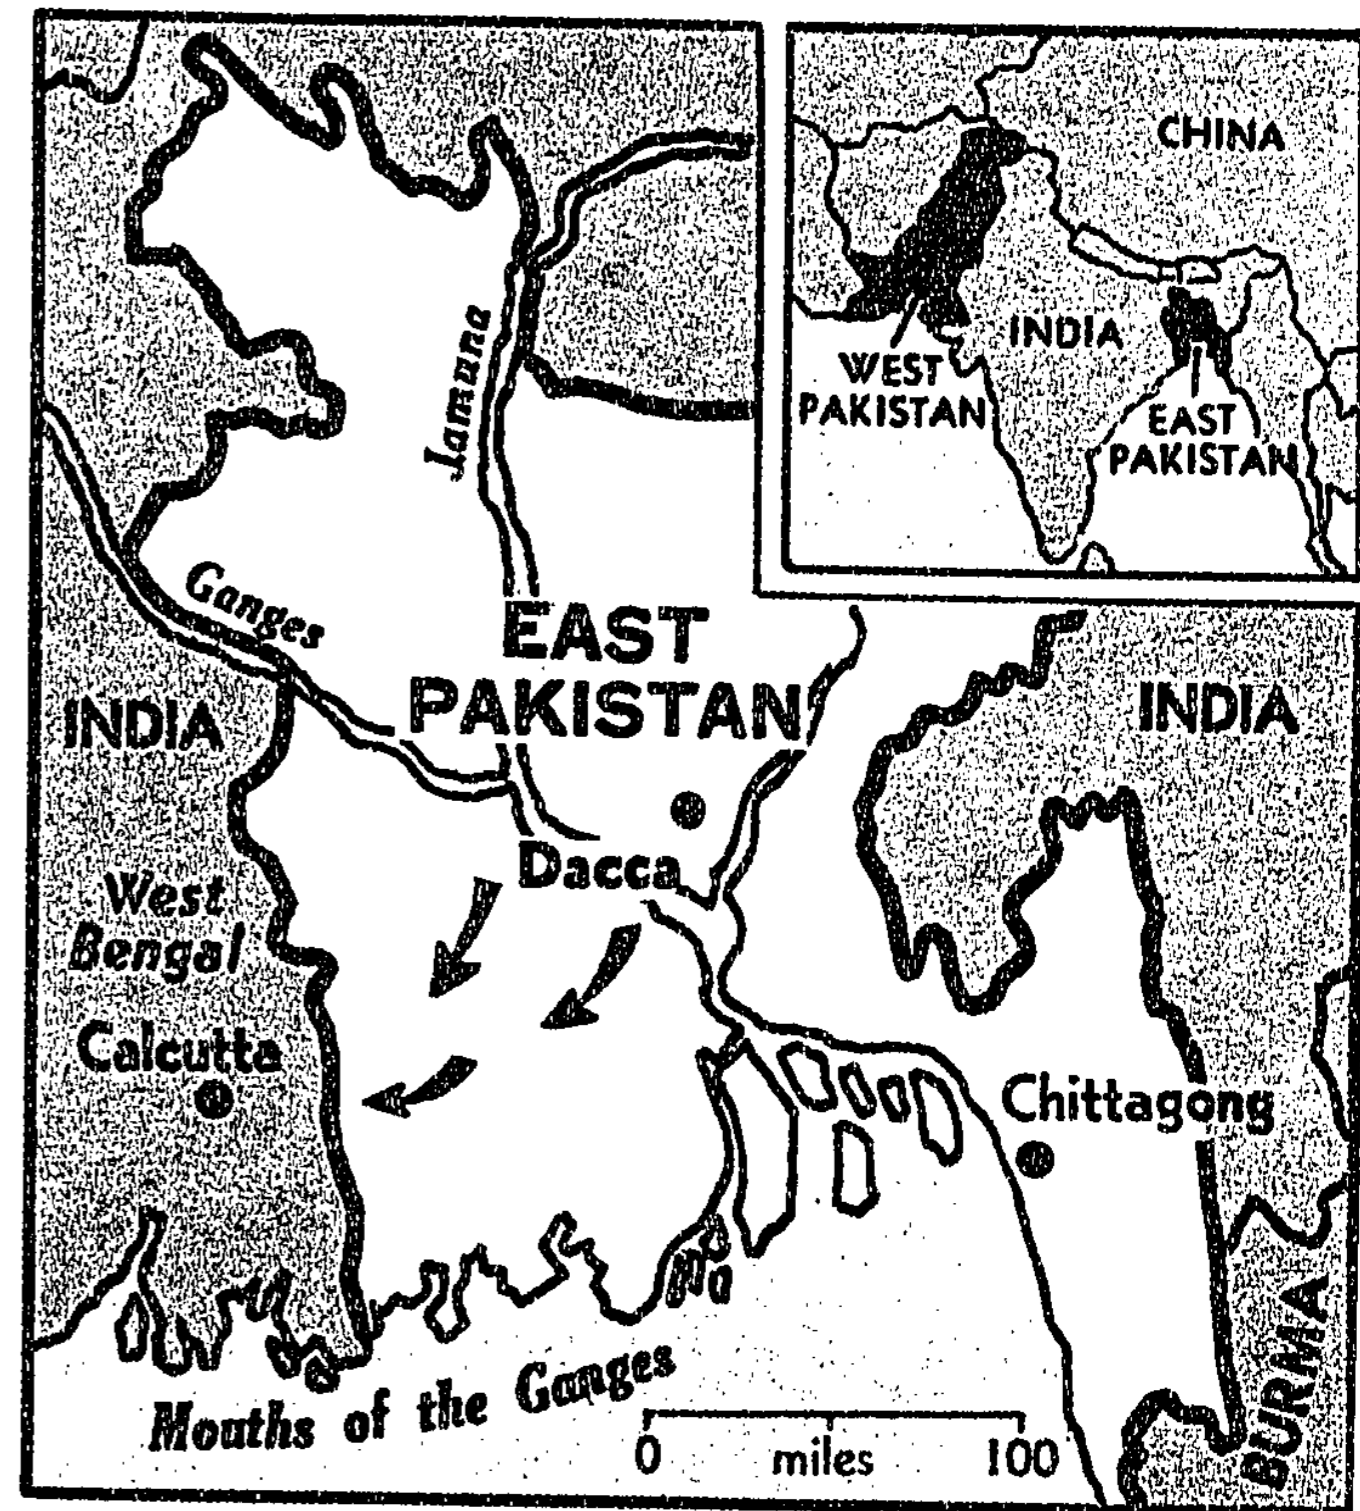 CHINA
INDIA
WEST
PAKISTAN
EAST
PAKISTAN
Jamuna
Ganges
EAST
PAKISTAN
INDIA
INDIA
Dacca
West
Bengal
Calcutta
Chittagong
BURMA
Mouths of the Ganges
0 miles 100